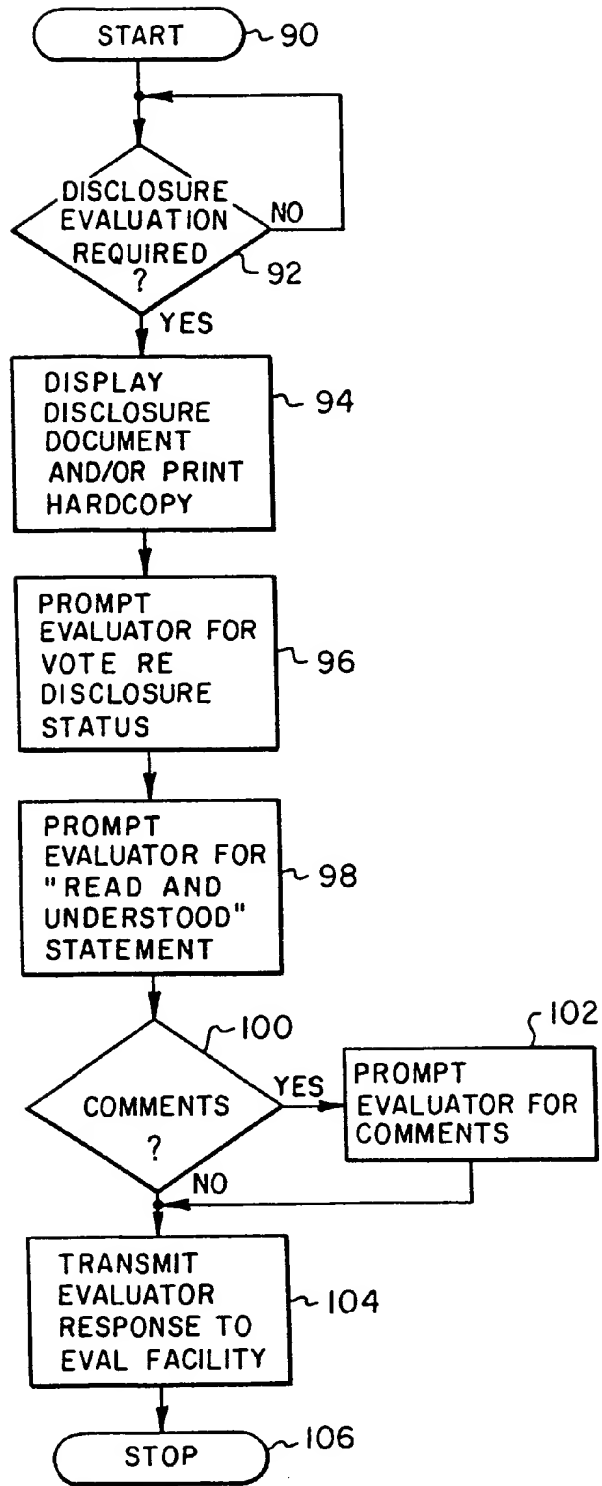 START
90
DISCLOSURE
EVALUATION
REQUIRED
?
NO
92
YES
DISPLAY
DISCLOSURE
DOCUMENT
AND/OR PRINT
HARDCOPY
94
PROMPT
EVALUATOR FOR
VOTE RE
DISCLOSURE
STATUS
96
PROMPT
EVALUATOR FOR
"READ AND
UNDERSTOOD"
STATEMENT
98
100
COMMENTS
?
YES
NO
102
PROMPT
EVALUATOR FOR
COMMENTS
TRANSMIT
EVALUATOR
RESPONSE TO
EVAL FACILITY
104
STOP
106